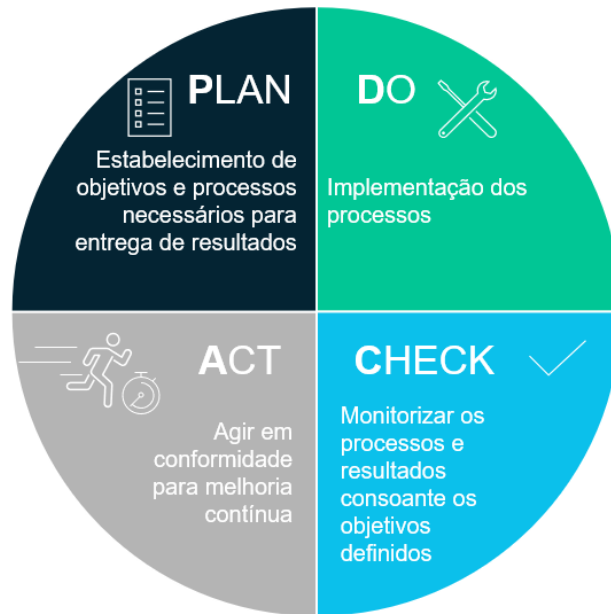 PLAN
Estabelecimento de
objetivos e processos
necessários para
entrega de resultados
DO
Implementação dos
processos
ACT
Agir em
conformidade
para melhoria
contínua
CHECK
Monitorizar os
processos e
resultados
consoante os
objetivos
definidos